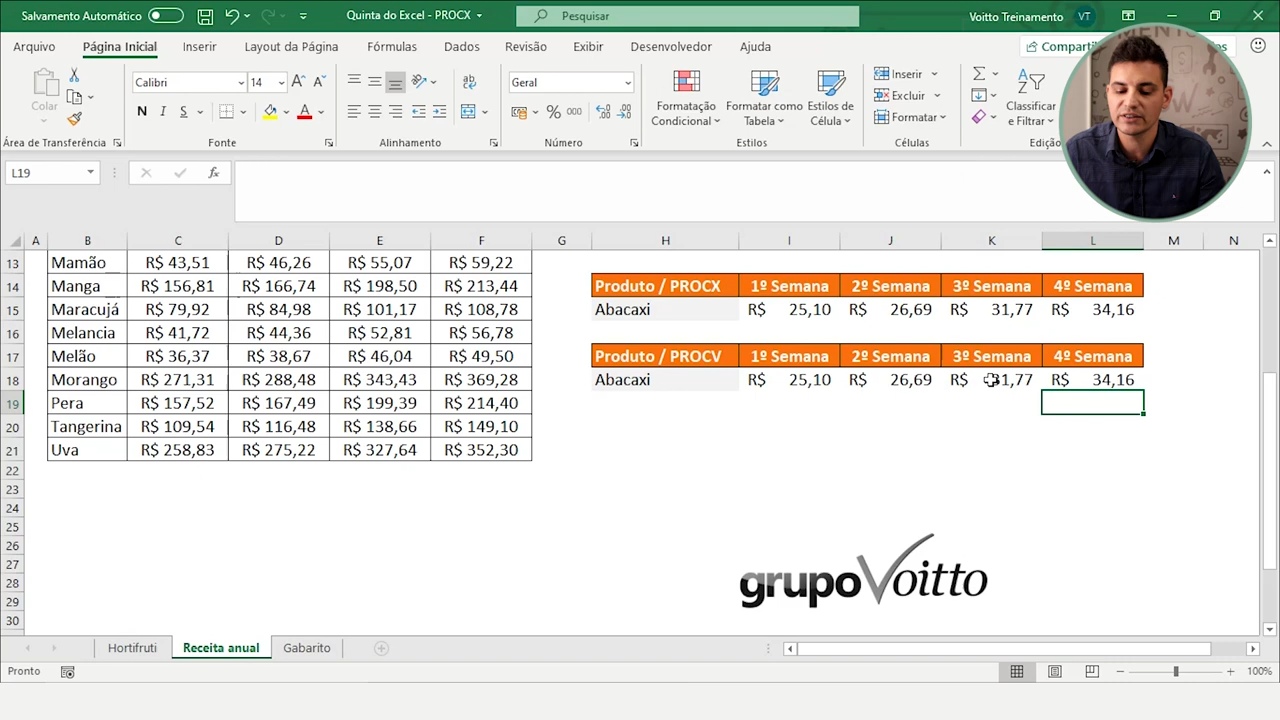 Salvamento Automático
Quinta do Excel - PROCX
Pesquisar
Voitto Treinamento
VT
Arquivo
Página Inicial
Inserir
Layout da Página
Fórmulas
Dados
Revisão
Exibir
Desenvolvedor
Ajuda
Colar
Área de Transferência
Calibri
14
N I S
Fonte
Alinhamento
Geral
% 000
Número
Formatação
Condicional
Formatar como
Tabela
Estilos de
Célula
Estilos
Inserir
Excluir
Formatar
Células
Classificar
e Filtrar
L19
fx
A B C D E F G H I J K L M N
13 Mamão R$ 43,51 R$ 46,26 R$ 55,07 R$ 59,22
14 Manga R$ 156,81 R$ 166,74 R$ 198,50 R$ 213,44 Produto / PROCX 1º Semana 2º Semana 3º Semana 4º Semana
15 Maracujá R$ 79,92 R$ 84,98 R$ 101,17 R$ 108,78 Abacaxi R$ 25,10 R$ 26,69 R$ 31,77 R$ 34,16
16 Melancia R$ 41,72 R$ 44,36 R$ 52,81 R$ 56,78
17 Melão R$ 36,37 R$ 38,67 R$ 46,04 R$ 49,50 Produto / PROCV 1º Semana 2º Semana 3º Semana 4º Semana
18 Morango R$ 271,31 R$ 288,48 R$ 343,43 R$ 369,28 Abacaxi R$ 25,10 R$ 26,69 R$ 31,77 R$ 34,16
19 Pera R$ 157,52 R$ 167,49 R$ 199,39 R$ 214,40
20 Tangerina R$ 109,54 R$ 116,48 R$ 138,66 R$ 149,10
21 Uva R$ 258,83 R$ 275,22 R$ 327,64 R$ 352,30
22
23
24
25
26
27
28
29
30
grupo Voitto
Hortifruti
Receita anual
Gabarito
Pronto
100%